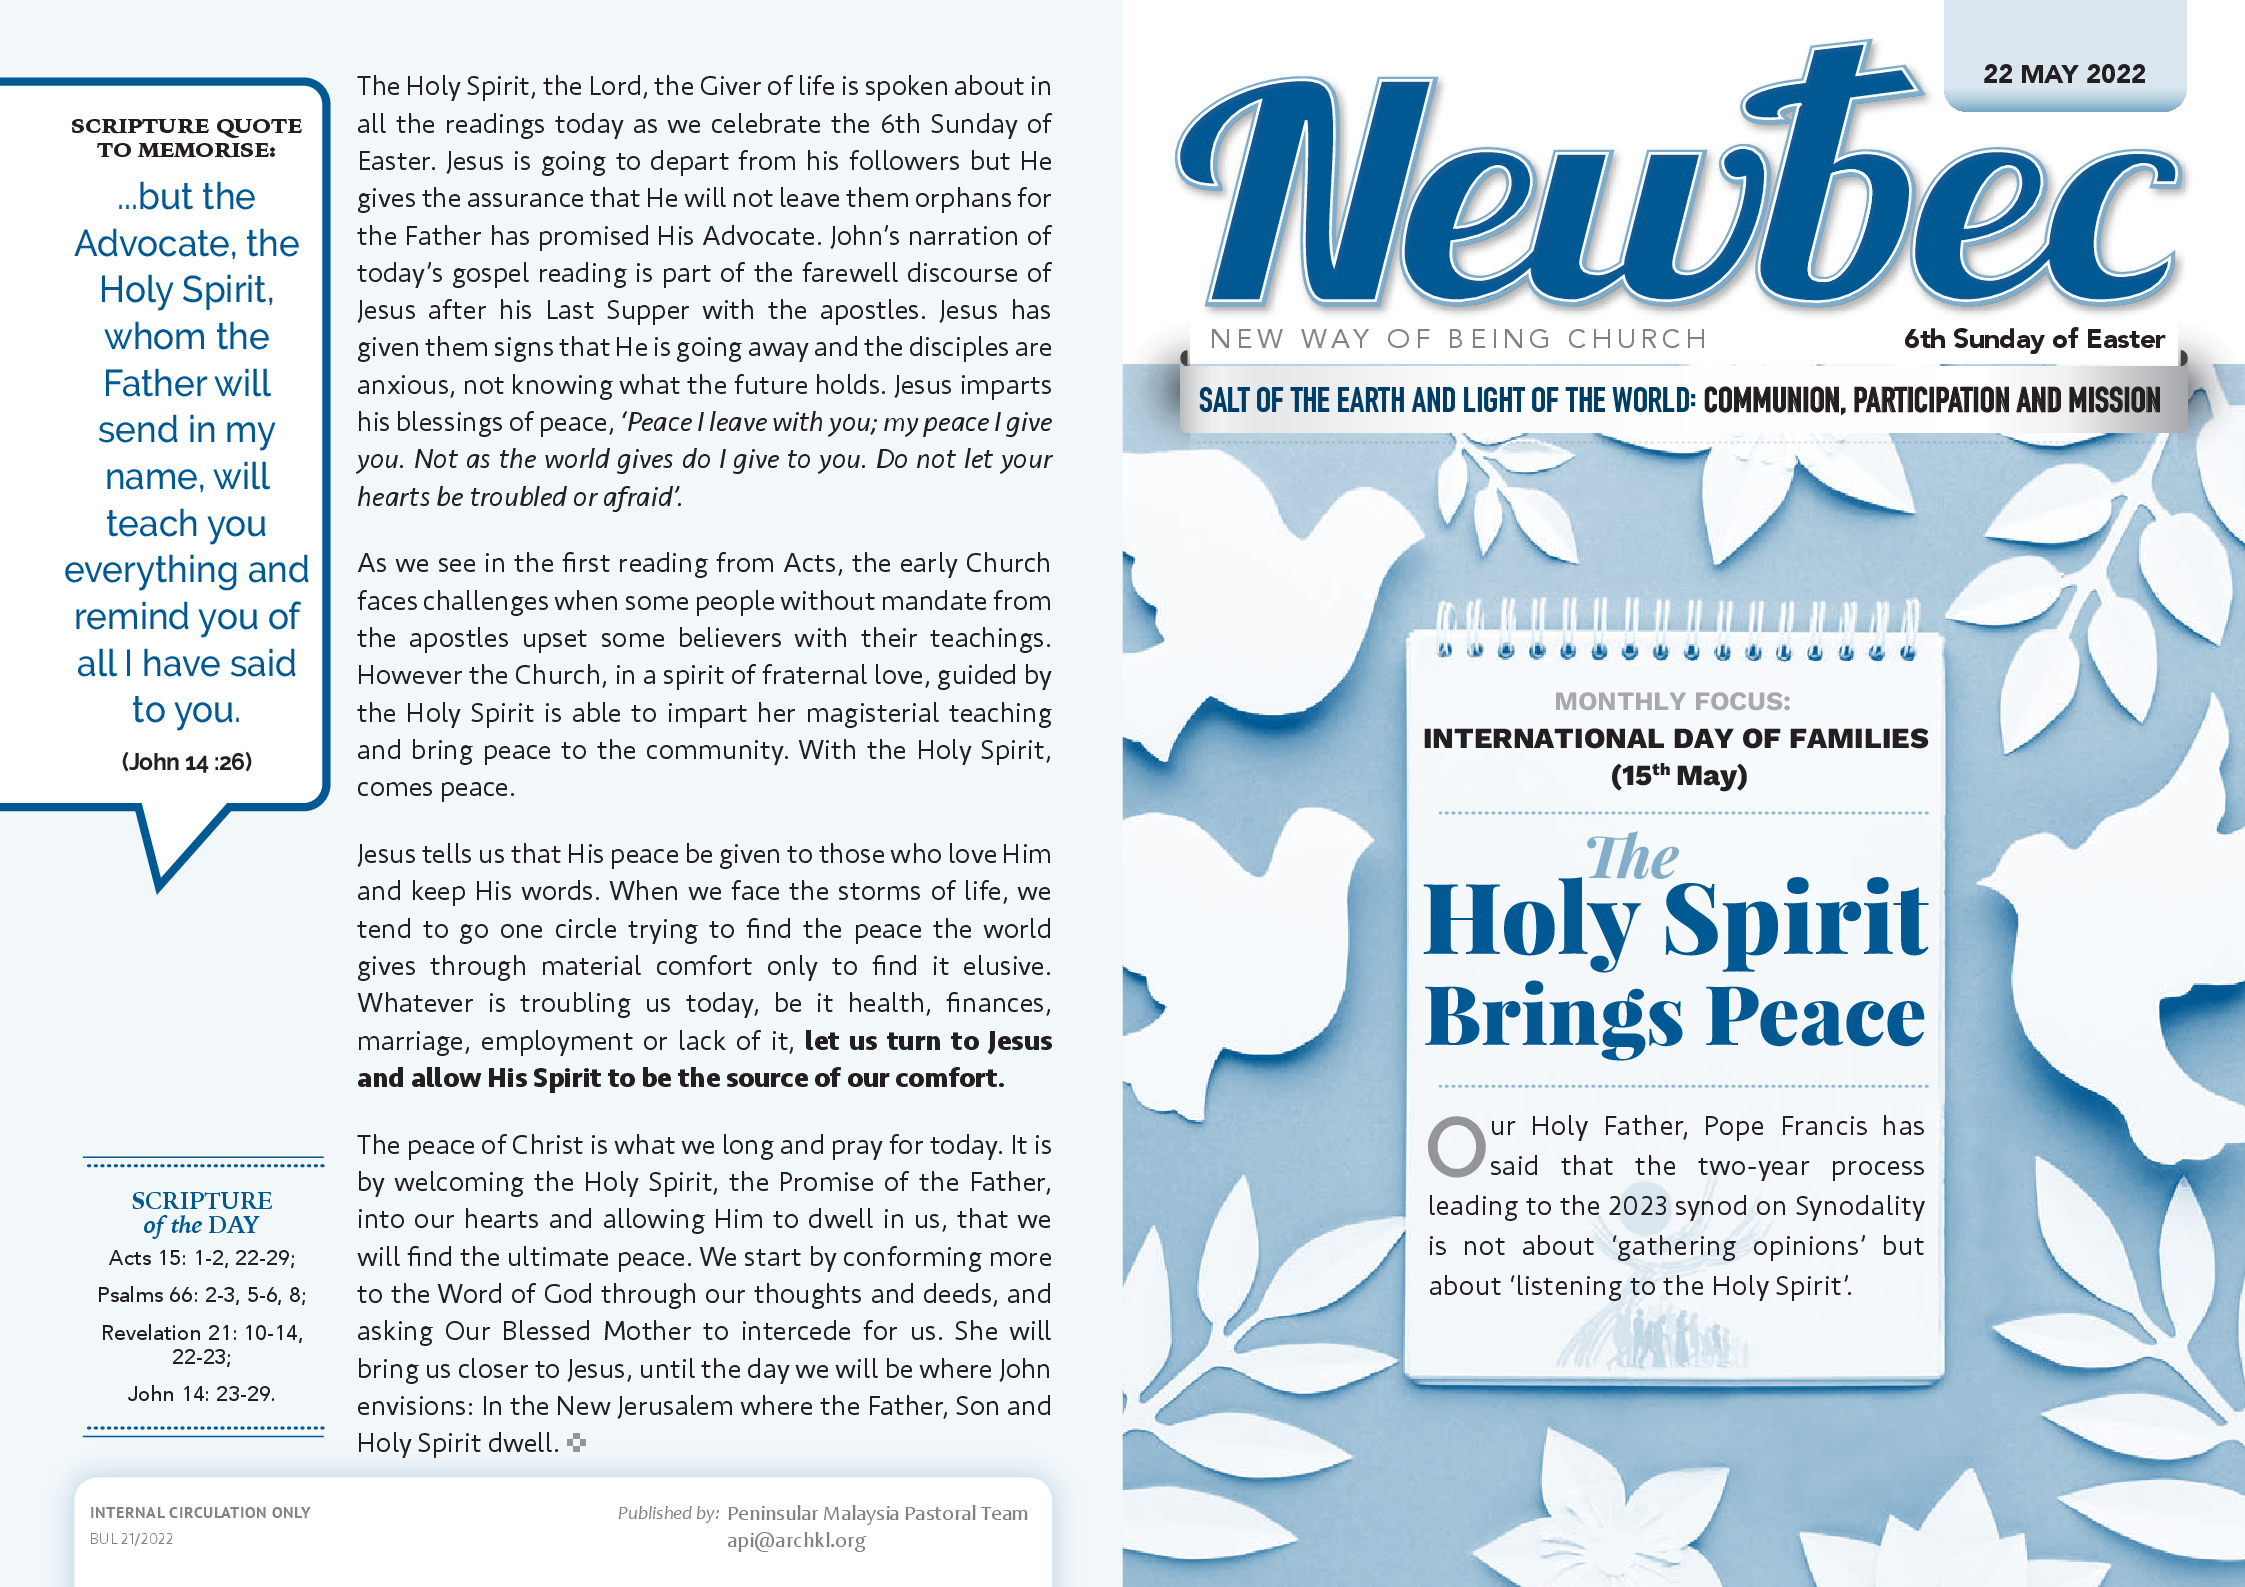 SCRIPTURE QUOTE
TO MEMORISE:
...but the
Advocate, the
Holy Spirit,
whom the
Father will
send in my
name, will
teach you
everything and
remind you of
all I have said
to you.
(John 14 :26)
SCRIPTURE
of the DAY
Acts 15: 1-2, 22-29;
Psalms 66: 2-3, 5-6, 8;
Revelation 21: 10-14,
22-23;
John 14: 23-29.
The Holy Spirit, the Lord, the Giver of life is spoken about in
all the readings today as we celebrate the 6th Sunday of
Easter. Jesus is going to depart from his followers but He
gives the assurance that He will not leave them orphans for
the Father has promised His Advocate. John’s narration of
today’s gospel reading is part of the farewell discourse of
Jesus after his Last Supper with the apostles. Jesus has
given them signs that He is going away and the disciples are
anxious, not knowing what the future holds. Jesus imparts
his blessings of peace, ‘Peace I leave with you; my peace I give
you. Not as the world gives do I give to you. Do not let your
hearts be troubled or afraid’.
As we see in the first reading from Acts, the early Church
faces challenges when some people without mandate from
the apostles upset some believers with their teachings.
However the Church, in a spirit of fraternal love, guided by
the Holy Spirit is able to impart her magisterial teaching
and bring peace to the community. With the Holy Spirit,
comes peace.
Jesus tells us that His peace be given to those who love Him
and keep His words. When we face the storms of life, we
tend to go one circle trying to find the peace the world
gives through material comfort only to find it elusive.
Whatever is troubling us today, be it health, finances,
marriage, employment or lack of it, let us turn to Jesus
and allow His Spirit to be the source of our comfort.
The peace of Christ is what we long and pray for today. It is
by welcoming the Holy Spirit, the Promise of the Father,
into our hearts and allowing Him to dwell in us, that we
will find the ultimate peace. We start by conforming more
to the Word of God through our thoughts and deeds, and
asking Our Blessed Mother to intercede for us. She will
bring us closer to Jesus, until the day we will be where John
envisions: In the New Jerusalem where the Father, Son and
Holy Spirit dwell.
INTERNAL CIRCULATION ONLY
BUL 21/2022
Published by: Peninsular Malaysia Pastoral Team
api@archkl.org
22 MAY 2022
Newbec
NEW WAY OF BEING CHURCH
6th Sunday of Easter
SALT OF THE EARTH AND LIGHT OF THE WORLD: COMMUNION, PARTICIPATION AND MISSION
MONTHLY FOCUS:
INTERNATIONAL DAY OF FAMILIES
(15th May)
The
Holy Spirit
Brings Peace
Our Holy Father, Pope Francis has
said that the two-year process
leading to the 2023 synod on Synodality
is not about ‘gathering opinions’ but
about ‘listening to the Holy Spirit’.